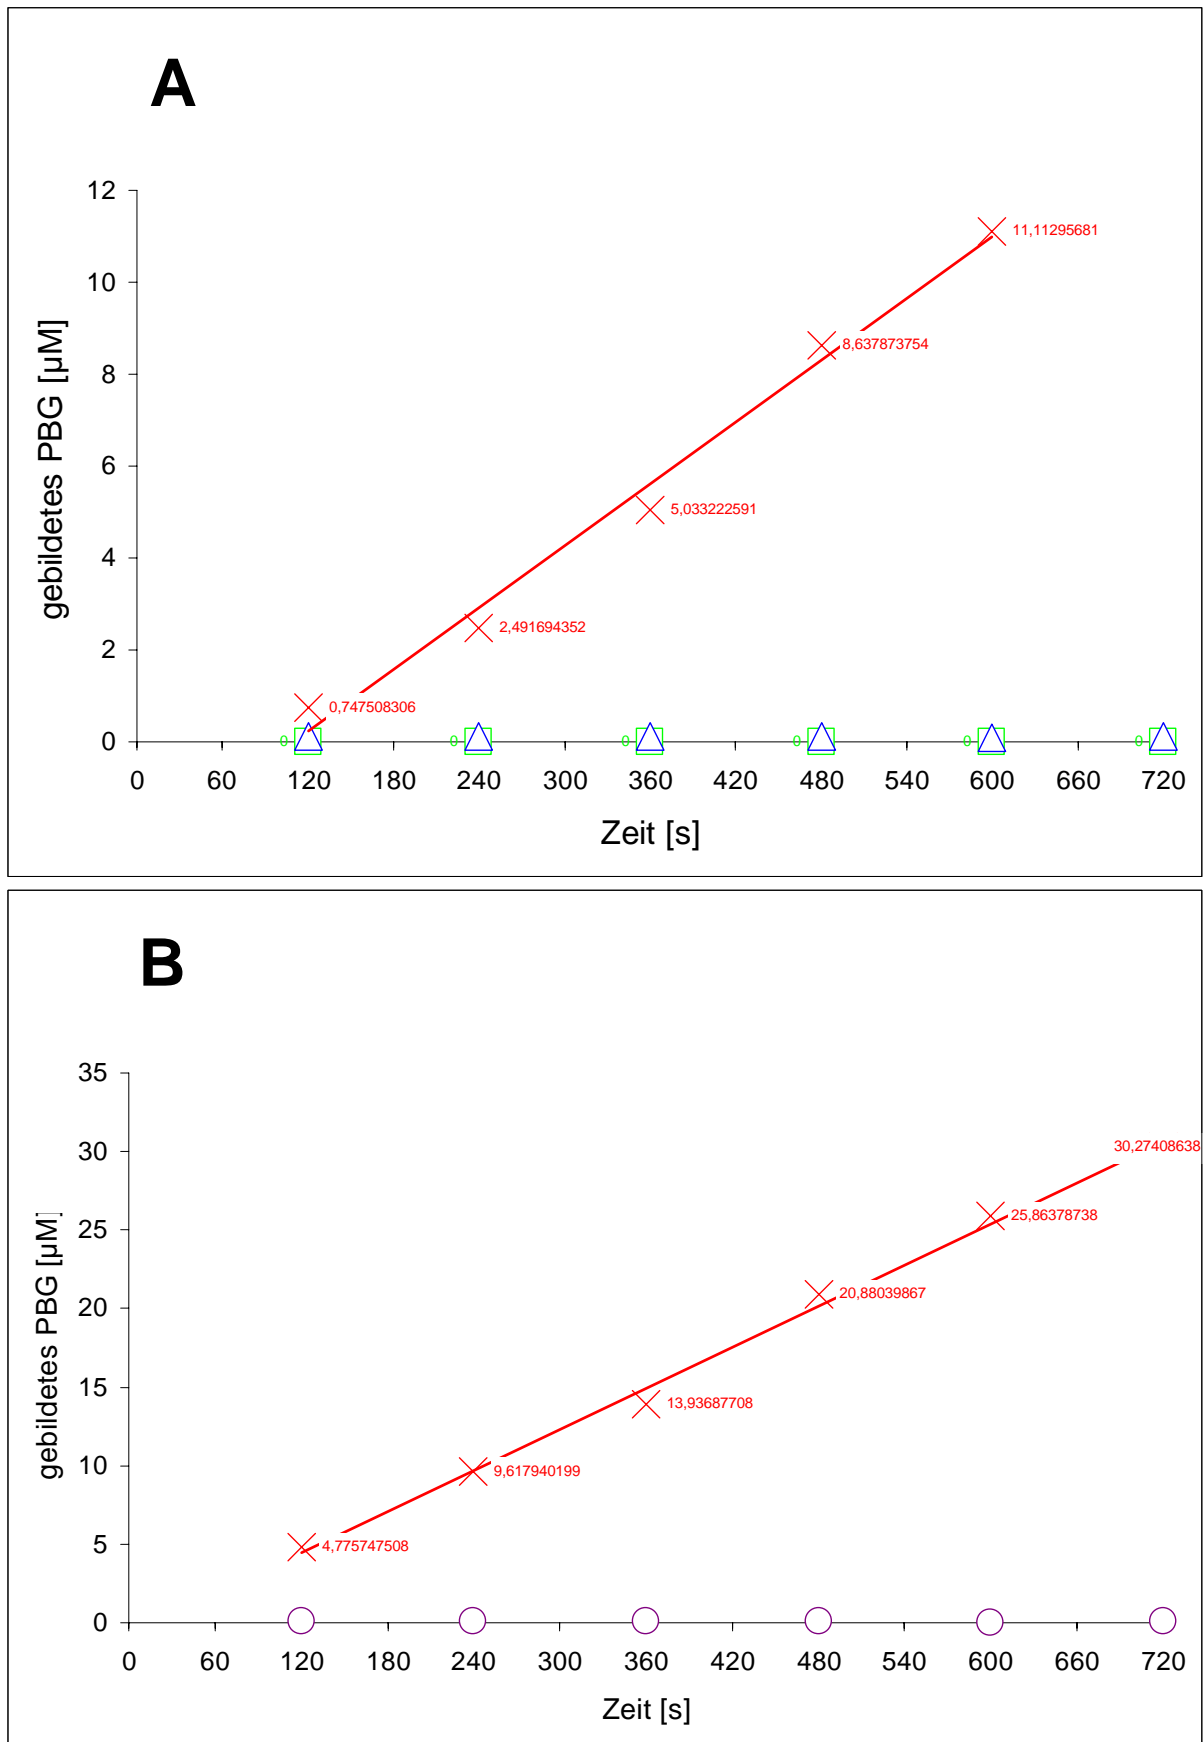 A
gebildetes PBG [µM]
12
10
8
6
4
2
0
11,11295681
8,637873754
5,033222591
2,491694352
0,747508306
0 0 0 0 0 0
0 60 120 180 240 300 360 420 480 540 600 660 720
Zeit [s]
B
gebildetes PBG [µM]
35
30
25
20
15
10
5
0
30,27408638
25,86378738
20,88039867
13,93687708
9,617940199
4,775747508
0 60 120 180 240 300 360 420 480 540 600 660 720
Zeit [s]